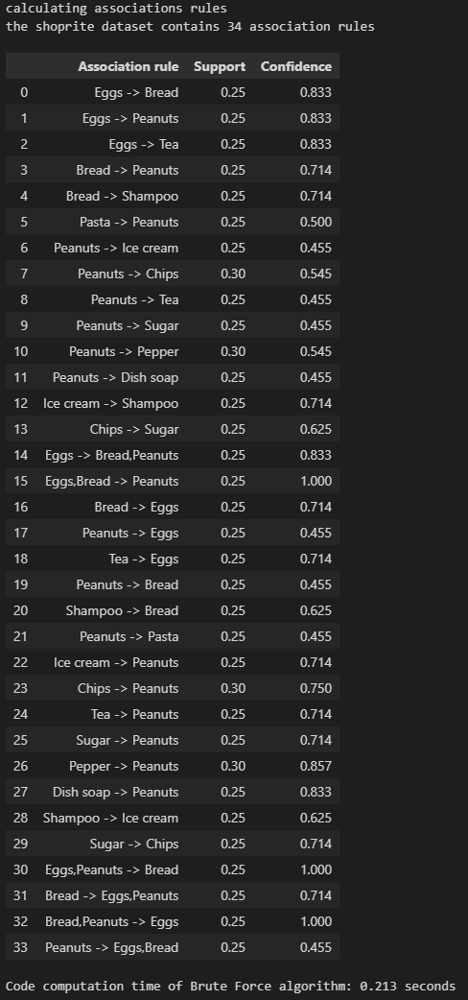 calculating associations rules
the shoprite dataset contains 34 association rules
Association rule Support Confidence
0 Eggs -> Bread 0.25 0.833
1 Eggs -> Peanuts 0.25 0.833
2 Eggs -> Tea 0.25 0.833
3 Bread -> Peanuts 0.25 0.714
4 Bread -> Shampoo 0.25 0.714
5 Pasta -> Peanuts 0.25 0.500
6 Peanuts -> Ice cream 0.25 0.455
7 Peanuts -> Chips 0.30 0.545
8 Peanuts -> Tea 0.25 0.455
9 Peanuts -> Sugar 0.25 0.455
10 Peanuts -> Pepper 0.30 0.545
11 Peanuts -> Dish soap 0.25 0.455
12 Ice cream -> Shampoo 0.25 0.714
13 Chips -> Sugar 0.25 0.625
14 Eggs -> Bread,Peanuts 0.25 0.833
15 Eggs,Bread -> Peanuts 0.25 1.000
16 Bread -> Eggs 0.25 0.714
17 Peanuts -> Eggs 0.25 0.455
18 Tea -> Eggs 0.25 0.714
19 Peanuts -> Bread 0.25 0.455
20 Shampoo -> Bread 0.25 0.625
21 Peanuts -> Pasta 0.25 0.455
22 Ice cream -> Peanuts 0.25 0.714
23 Chips -> Peanuts 0.30 0.750
24 Tea -> Peanuts 0.25 0.714
25 Sugar -> Peanuts 0.25 0.714
26 Pepper -> Peanuts 0.30 0.857
27 Dish soap -> Peanuts 0.25 0.833
28 Shampoo -> Ice cream 0.25 0.625
29 Sugar -> Chips 0.25 0.714
30 Eggs,Peanuts -> Bread 0.25 1.000
31 Bread -> Eggs,Peanuts 0.25 0.714
32 Bread,Peanuts -> Eggs 0.25 1.000
33 Peanuts -> Eggs,Bread 0.25 0.455
Code computation time of Brute Force algorithm: 0.213 seconds